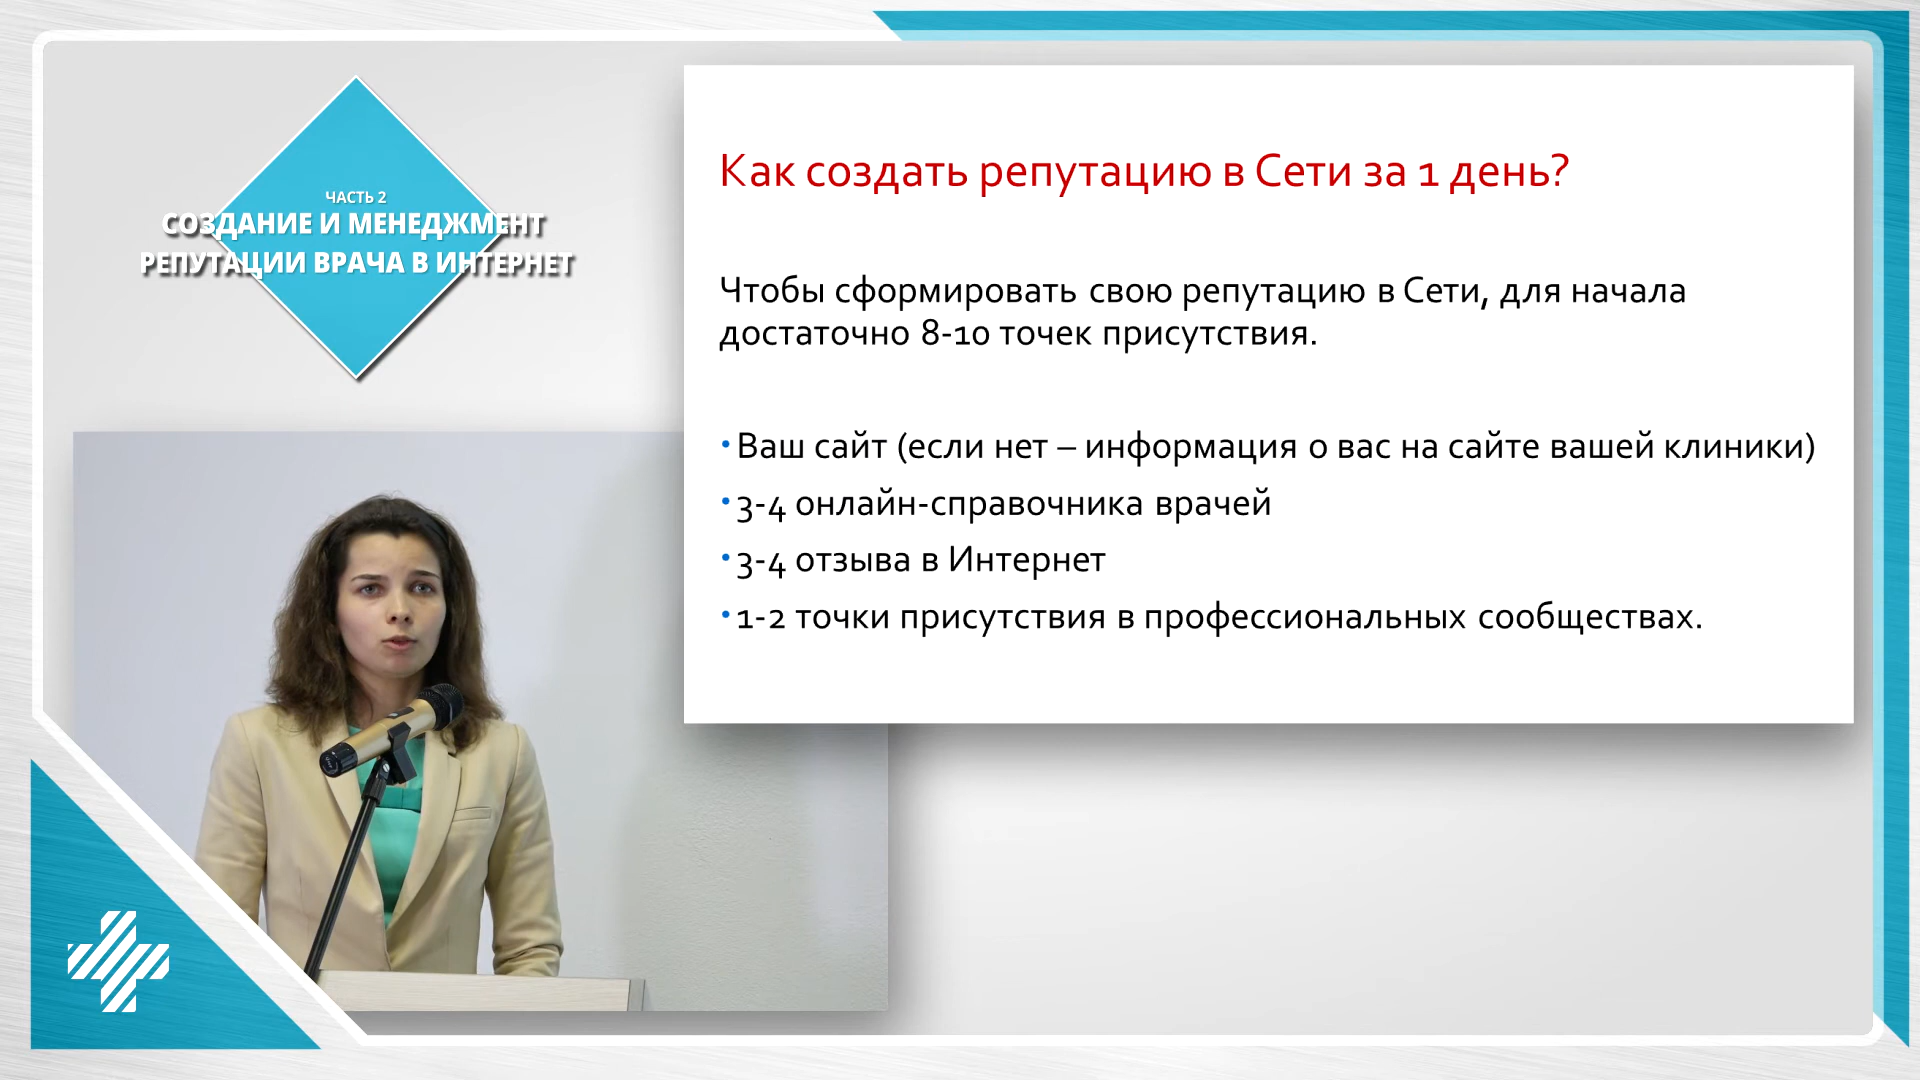 ЧАСТЬ 2
СОЗДАНИЕ И МЕНЕДЖМЕНТ
РЕПУТАЦИИ ВРАЧА В ИНТЕРНЕТ
Как создать репутацию в Сети за 1 день?
Чтобы сформировать свою репутацию в Сети, для начала
достаточно 8-10 точек присутствия.
• Ваш сайт (если нет – информация о вас на сайте вашей клиники)
• 3-4 онлайн-справочника врачей
• 3-4 отзыва в Интернет
• 1-2 точки присутствия в профессиональных сообществах.